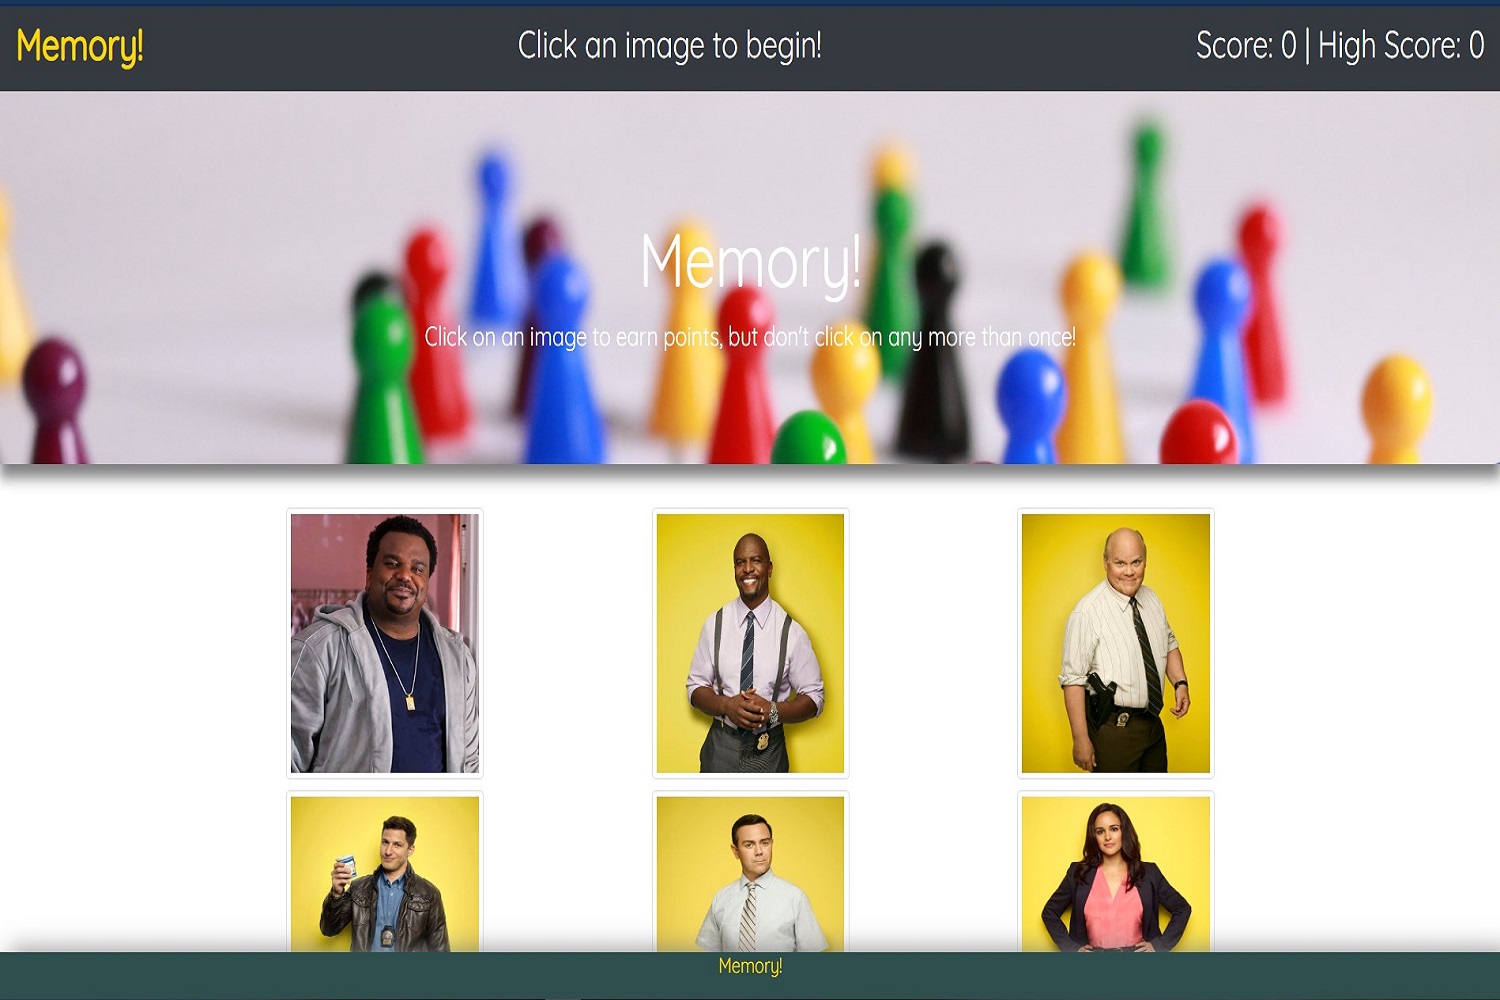 Memory!
Click an image to begin!
Score: 0 | High Score: 0
Memory!
Click on an image to earn points, but don't click on any more than once!
Memory!